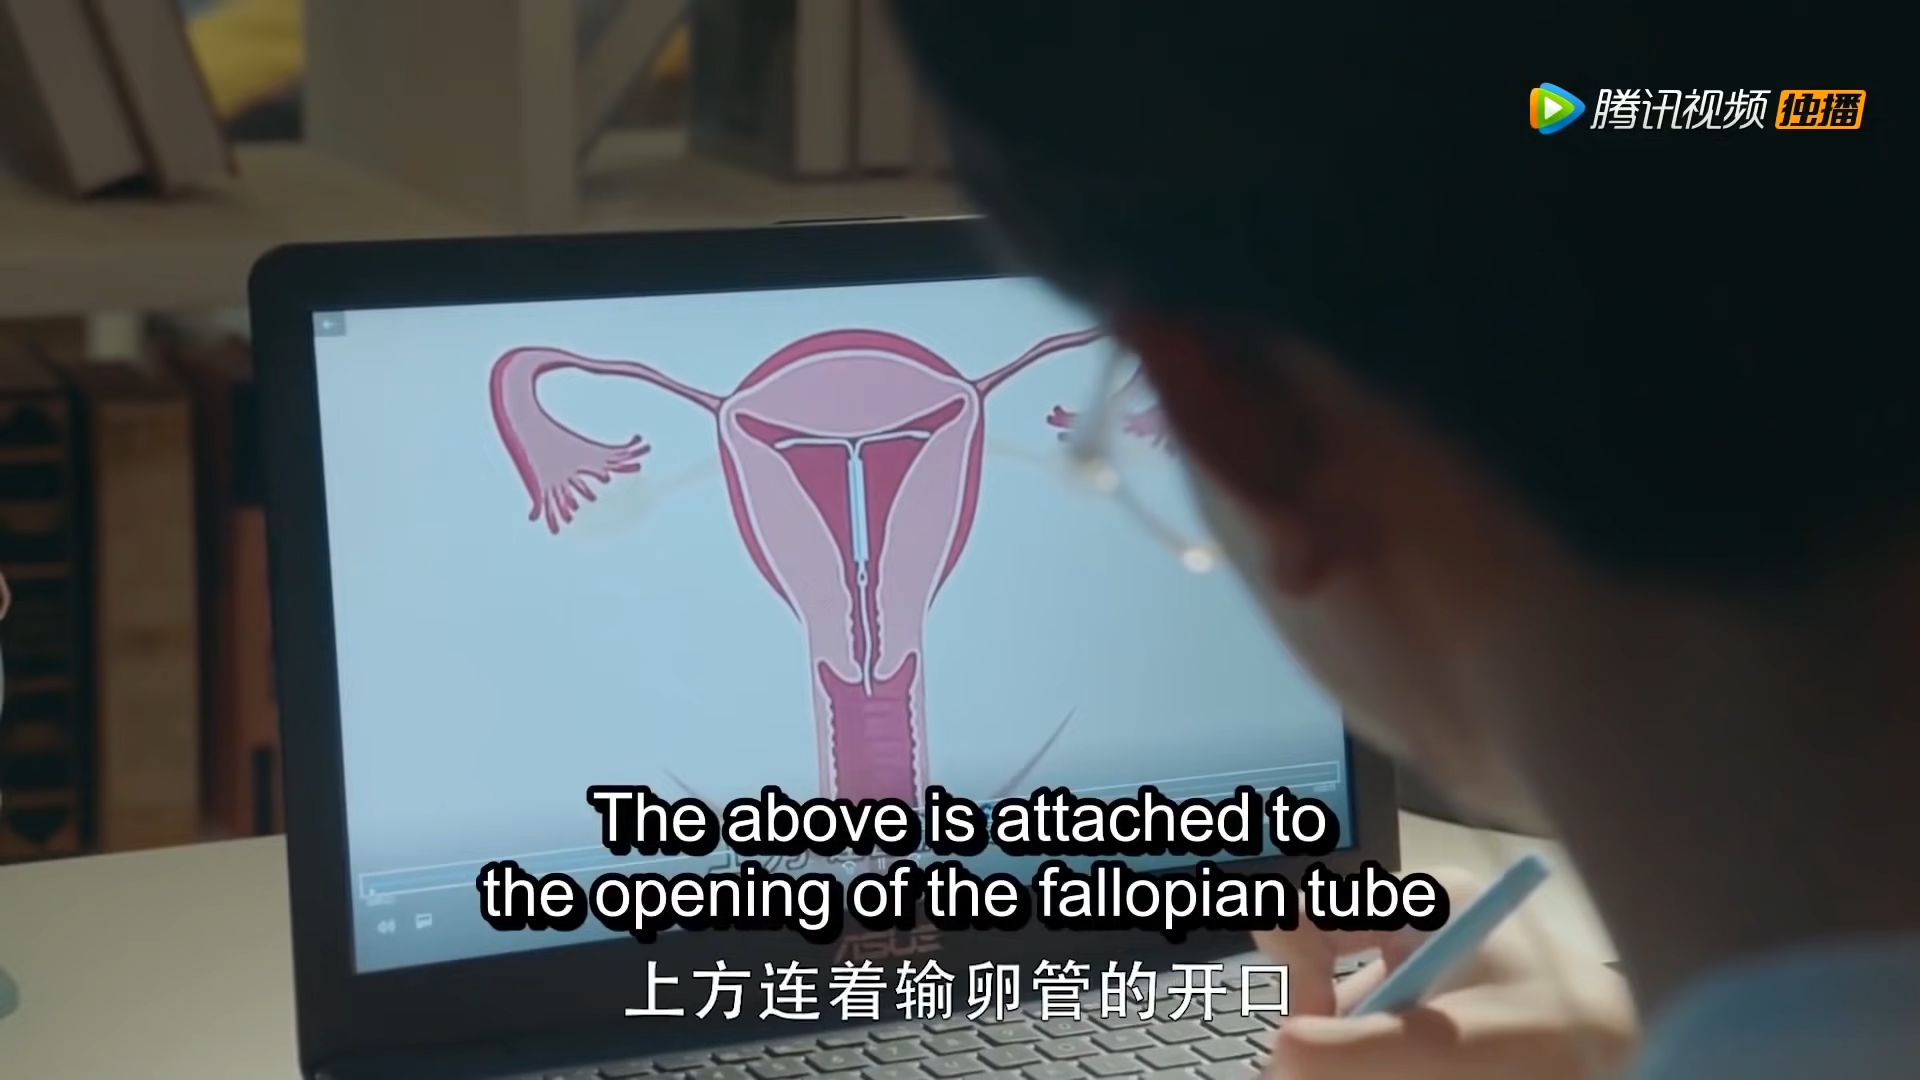 腾讯视频 独播
The above is attached to
the opening of the fallopian tube
ASUS
上方连着输卵管的开口